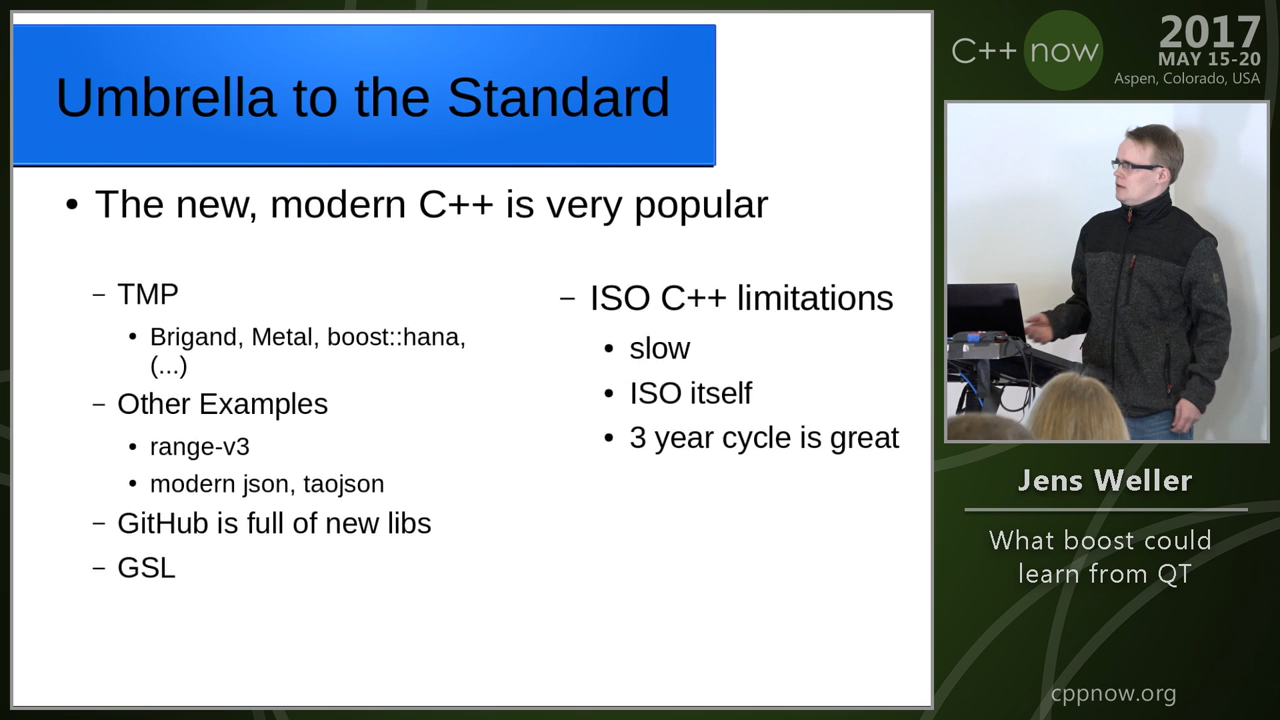 Umbrella to the Standard
• The new, modern C++ is very popular
– TMP
• Brigand, Metal, boost::hana,
(...)
– Other Examples
• range-v3
• modern json, taojson
– GitHub is full of new libs
– GSL
– ISO C++ limitations
• slow
• ISO itself
• 3 year cycle is great
C++ now
2017
MAY 15-20
Aspen, Colorado, USA
Jens Weller
What boost could
learn from QT
cppnow.org